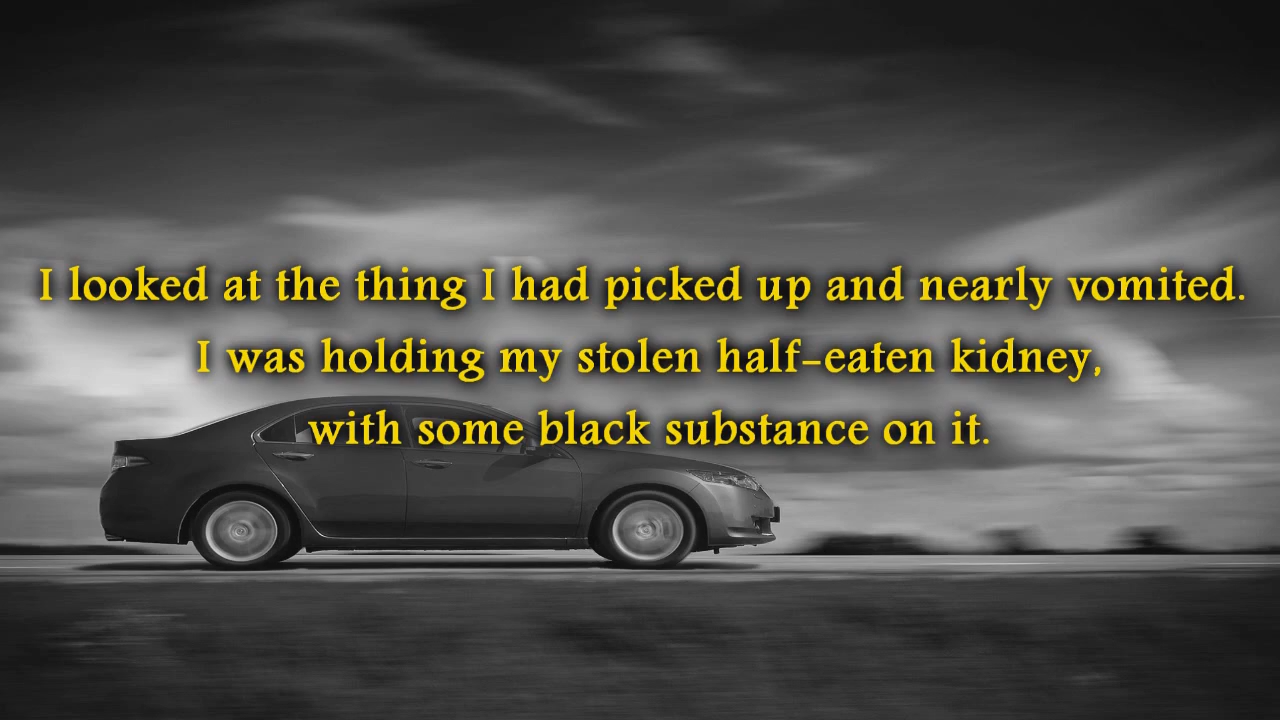 I looked at the thing I had picked up and nearly vomited.
I was holding my stolen half-eaten kidney,
with some black substance on it.